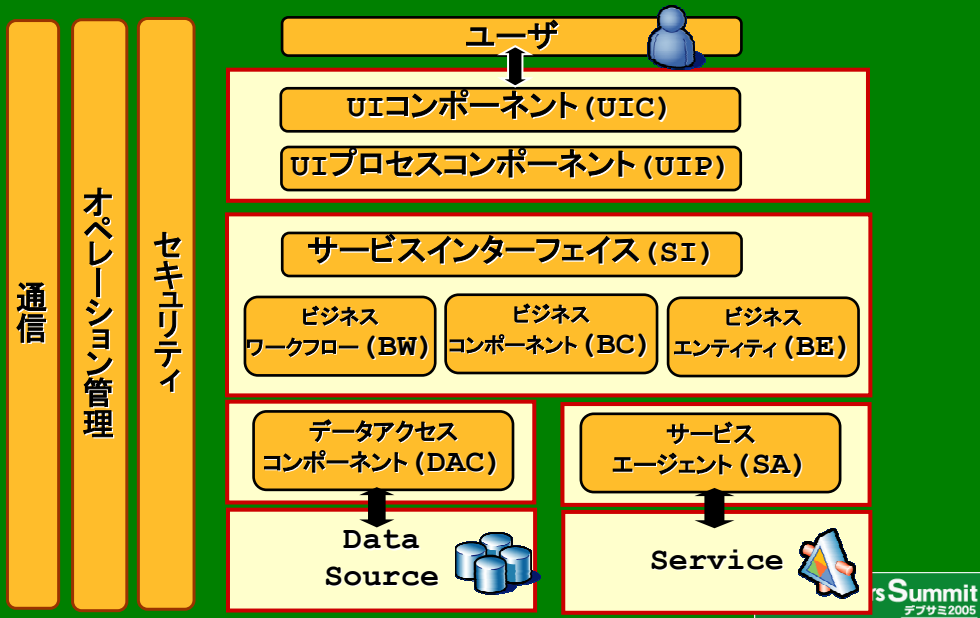 通信
オペレーション管理
セキュリティ
ユーザ
UIコンポーネント(UIC)
UIプロセスコンポーネント(UIP)
サービスインターフェイス(SI)
ビジネス
ワークフロー(BW)
ビジネス
コンポーネント(BC)
ビジネス
エンティティ(BE)
データアクセス
コンポーネント(DAC)
サービス
エージェント(SA)
Data
Source
Service
rs Summit
デブサミ2005